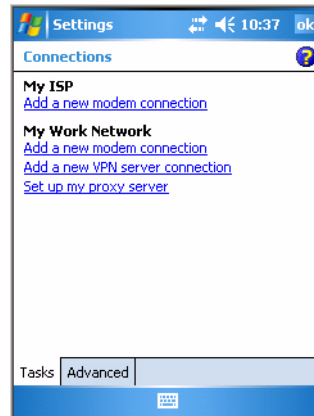 Settings 10:37 ok
Connections ?
My ISP
Add a new modem connection
My Work Network
Add a new modem connection
Add a new VPN server connection
Set up my proxy server
Tasks Advanced